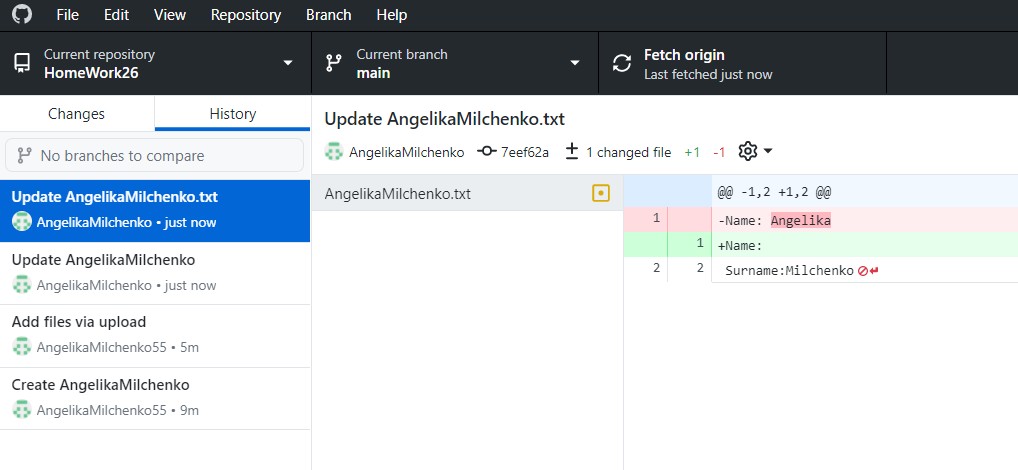 File Edit View Repository Branch Help
Current repository
HomeWork26
Current branch
main
Fetch origin
Last fetched just now
Changes
History
No branches to compare
Update AngelikaMilchenko.txt
AngelikaMilchenko • just now
Update AngelikaMilchenko
AngelikaMilchenko • just now
Add files via upload
AngelikaMilchenko55 • 5m
Create AngelikaMilchenko
AngelikaMilchenko55 • 9m
Update AngelikaMilchenko.txt
AngelikaMilchenko 7eef62a 1 changed file +1 -1
AngelikaMilchenko.txt
@@ -1,2 +1,2 @@
1 -Name: Angelika
1 +Name:
2 2 Surname:Milchenko